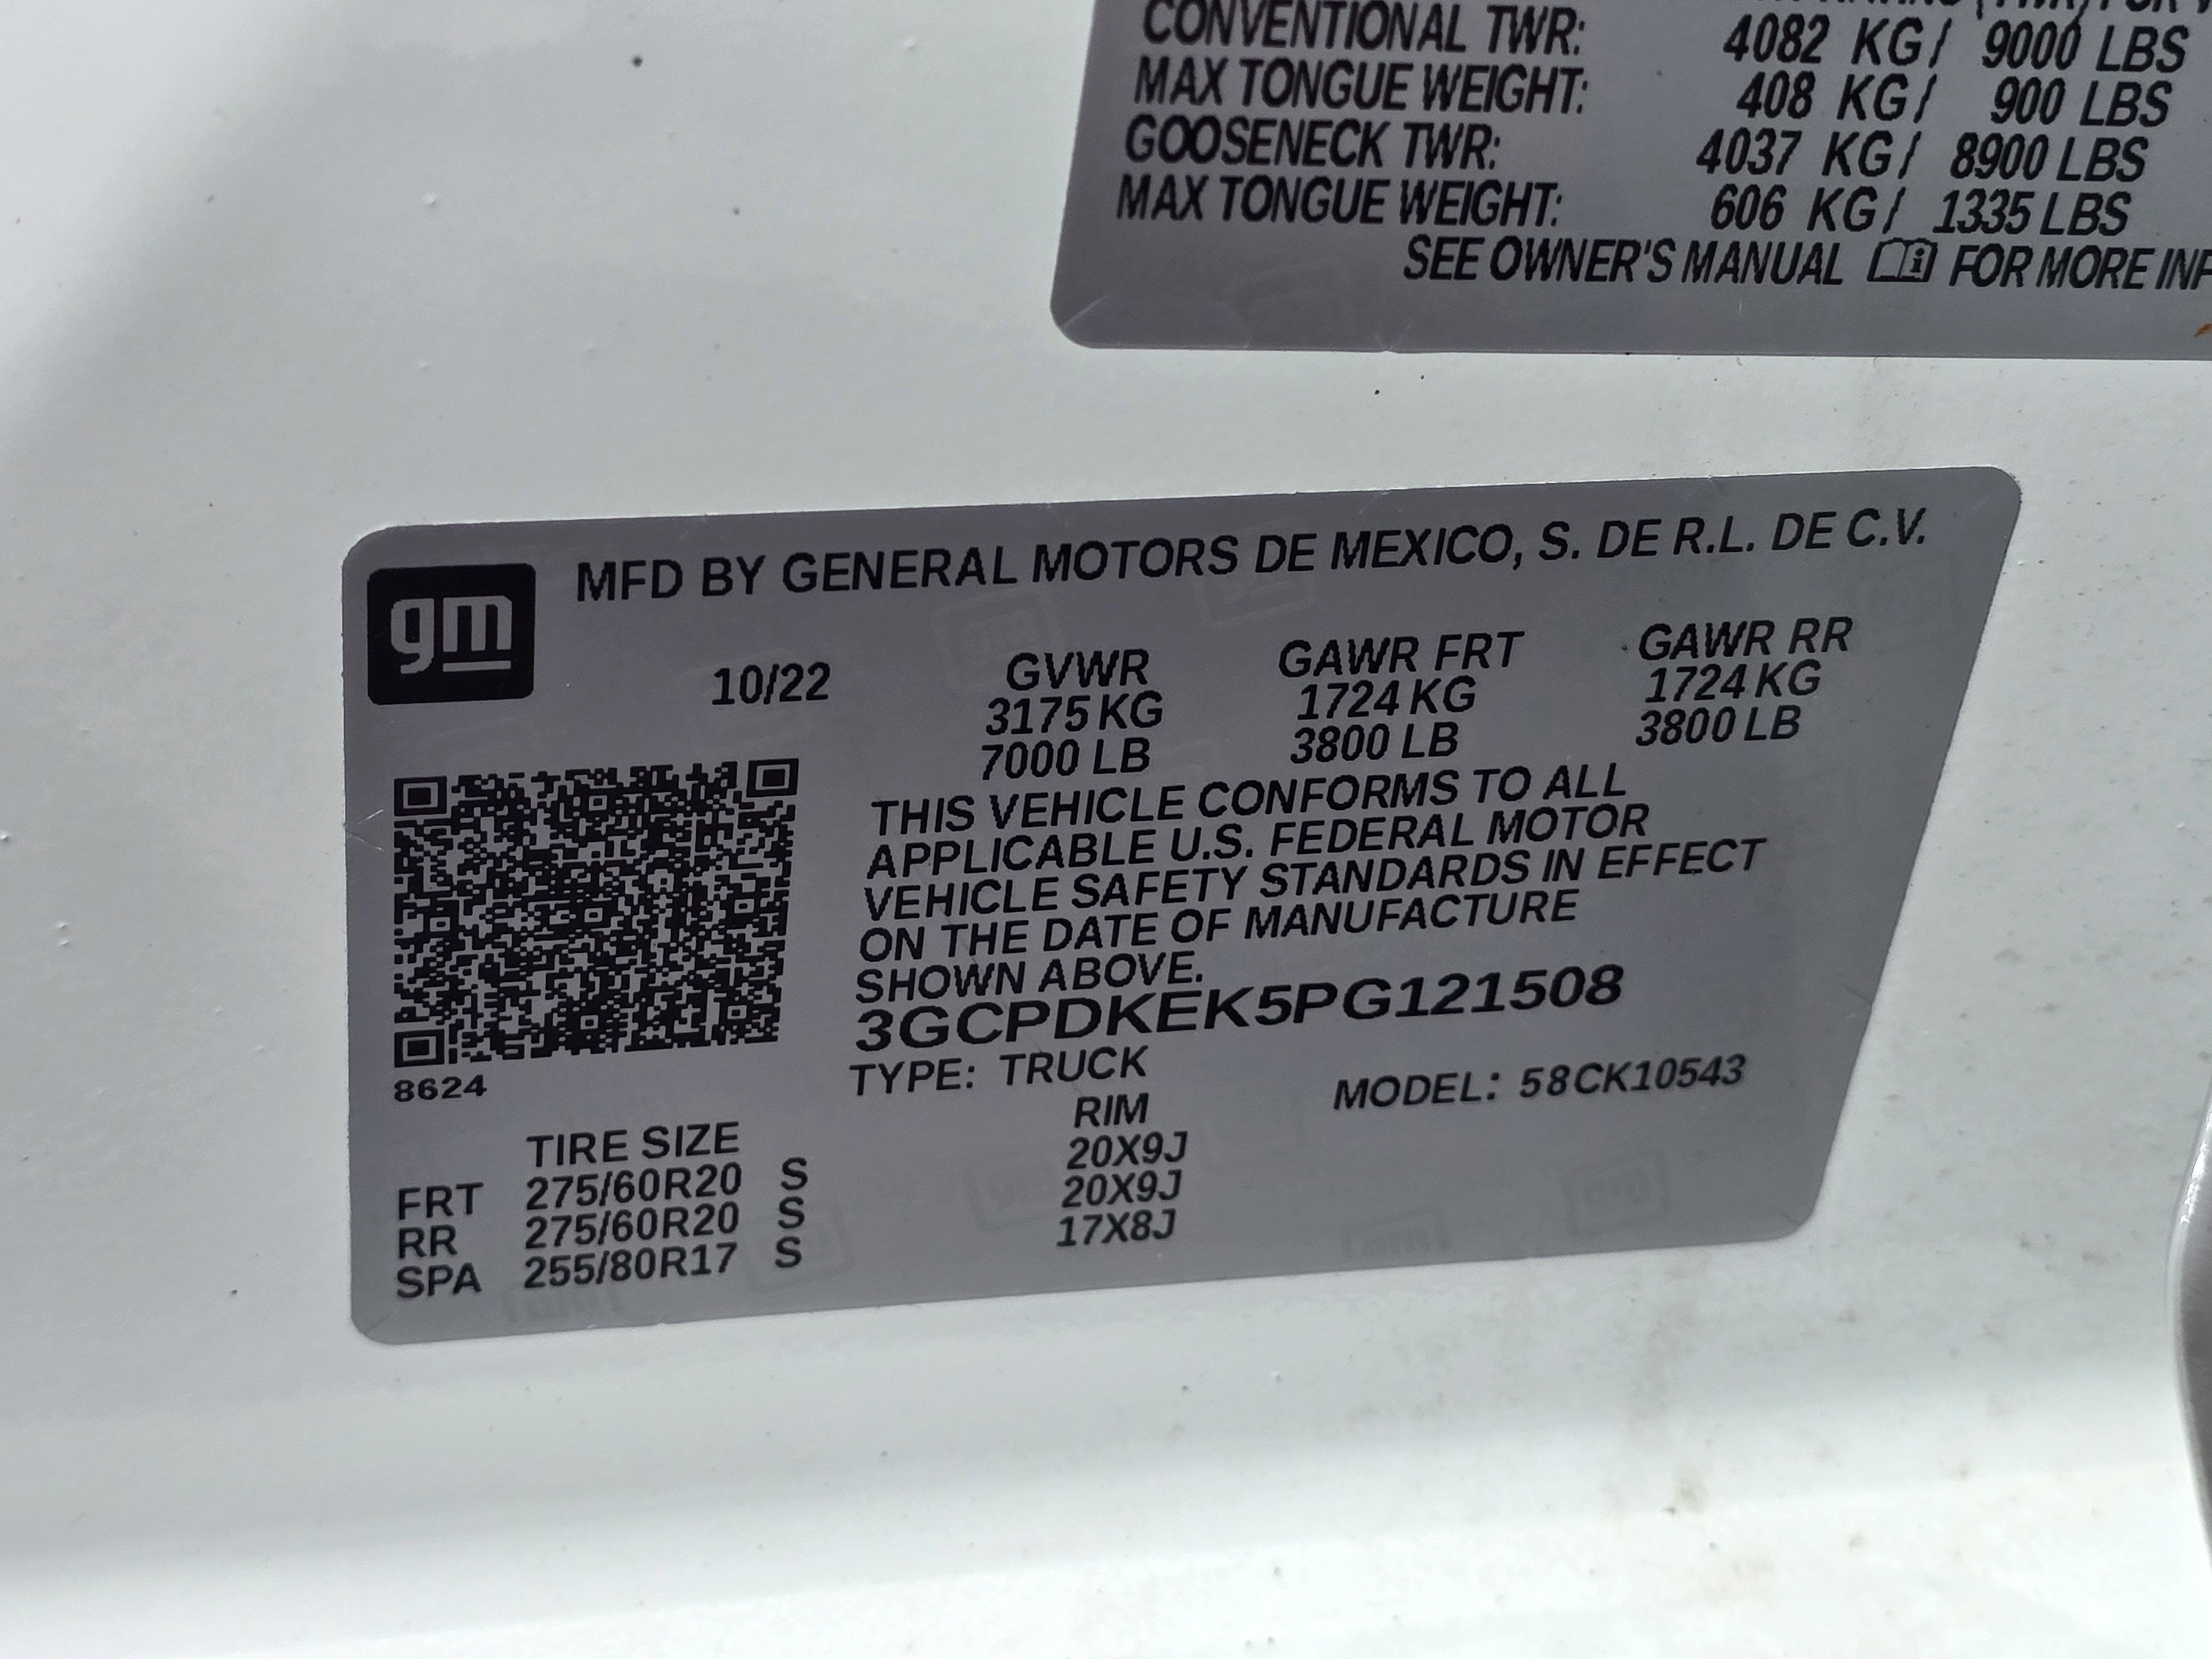 CONVENTIONAL TWR: 4082 KG/ 9000 LBS
MAX TONGUE WEIGHT: 408 KG/ 900 LBS
GOOSENECK TWR: 4037 KG/ 8900 LBS
MAX TONGUE WEIGHT: 606 KG/ 1335 LBS
SEE OWNER'S MANUAL FOR MORE INF
gm
MFD BY GENERAL MOTORS DE MEXICO, S. DE R.L. DE C.V.
10/22 GVWR GAWR FRT GAWR RR
3175 KG 1724 KG 1724 KG
7000 LB 3800 LB 3800 LB
THIS VEHICLE CONFORMS TO ALL
APPLICABLE U.S. FEDERAL MOTOR
VEHICLE SAFETY STANDARDS IN EFFECT
ON THE DATE OF MANUFACTURE
SHOWN ABOVE.
3GCPDKEK5PG121508
8624
TYPE: TRUCK MODEL: 58CK10543
TIRE SIZE RIM
FRT 275/60R20 S 20X9J
RR 275/60R20 S 20X9J
SPA 255/80R17 S 17X8J